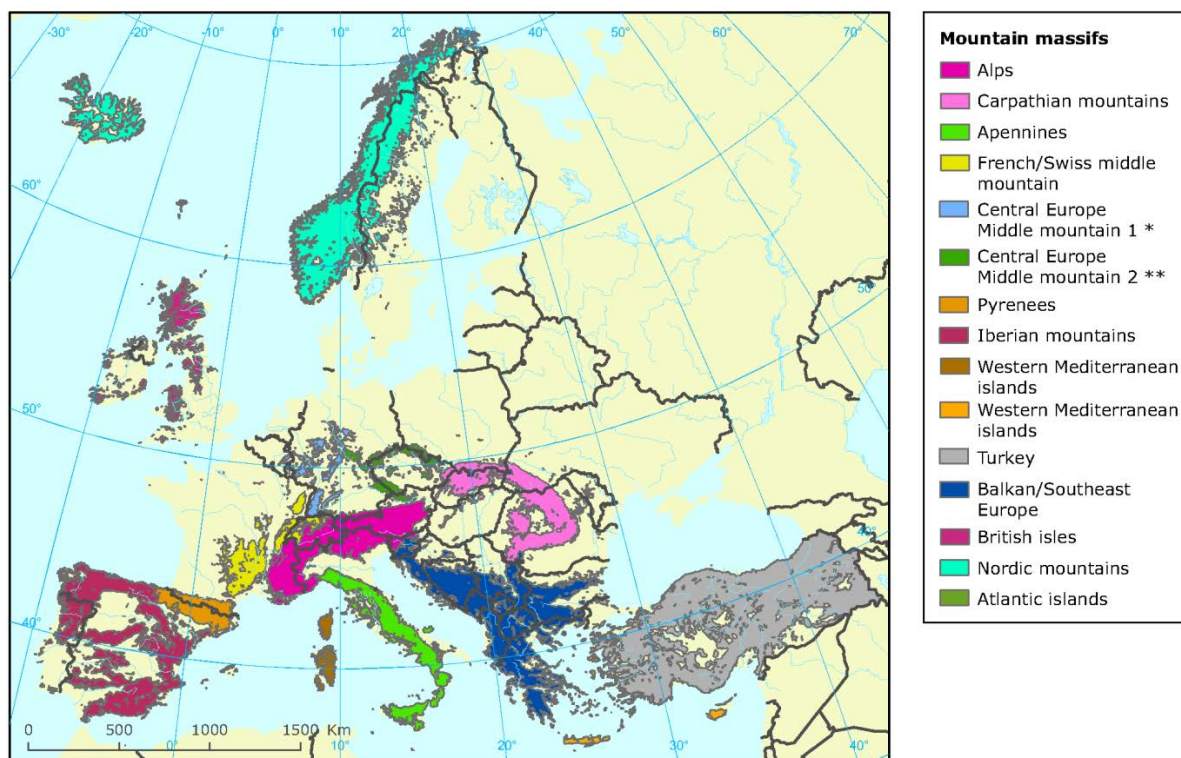 -30°
-20°
-10°
0°
10°
20°
30°
40°
50°
60°
70°
60°
50°
50°
40°
40°
0
500
1000
1500 Km
0°
10°
20°
30°
40°
Mountain massifs
Alps
Carpathian mountains
Apennines
French/Swiss middle
mountain
Central Europe
Middle mountain 1 *
Central Europe
Middle mountain 2 **
Pyrenees
Iberian mountains
Western Mediterranean
islands
Western Mediterranean
islands
Turkey
Balkan/Southeast
Europe
British isles
Nordic mountains
Atlantic islands